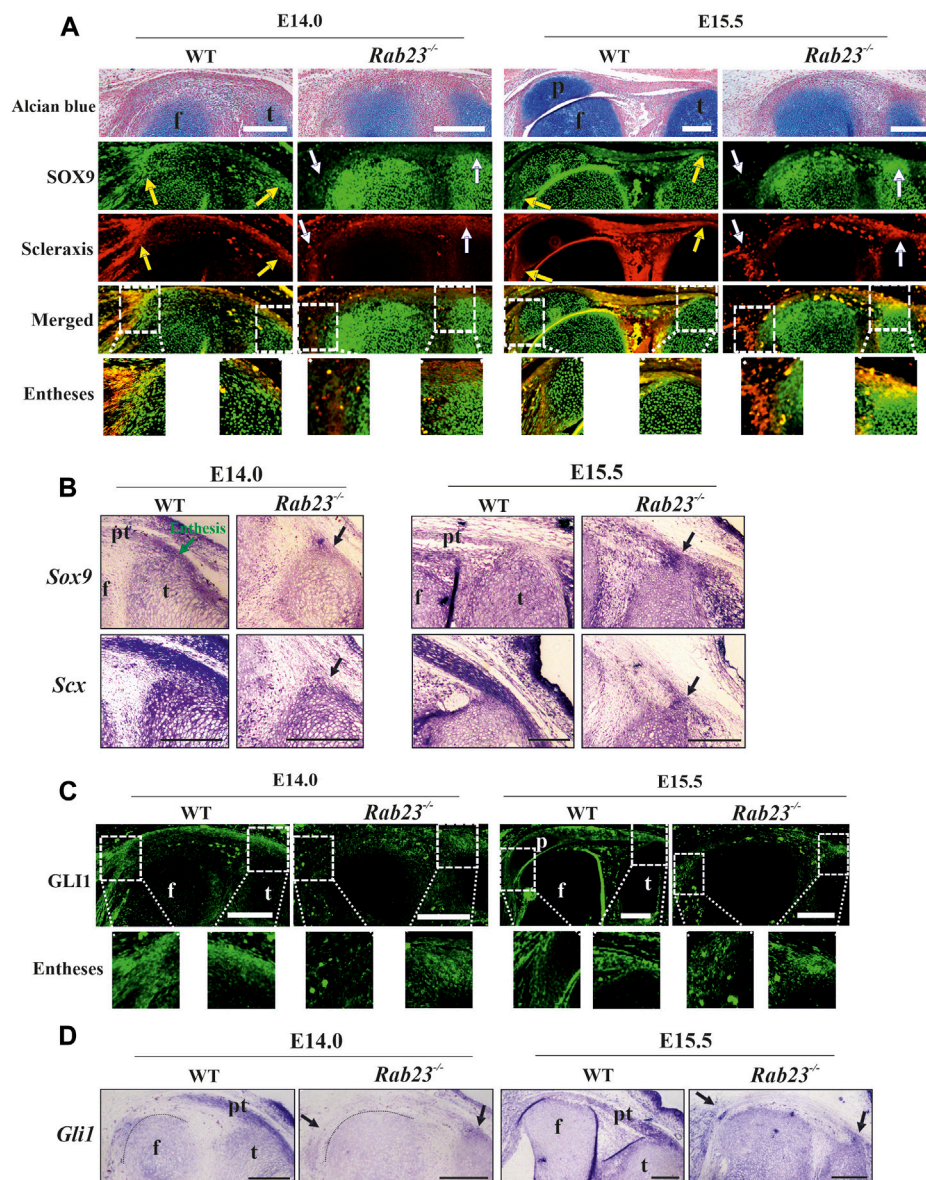 A
E14.0 E15.5
WT Rab23-/- WT Rab23-/-
Alcian blue
f t p f t
SOX9
Scleraxis
Merged
Entheses
B
E14.0 E15.5
WT Rab23-/- WT Rab23-/-
Sox9
pt Enthesis f t pt f t
Scx
C
E14.0 E15.5
WT Rab23-/- WT Rab23-/-
GLI1
f t p f t
Entheses
D
E14.0 E15.5
WT Rab23-/- WT Rab23-/-
Gli1
pt f t pt f t